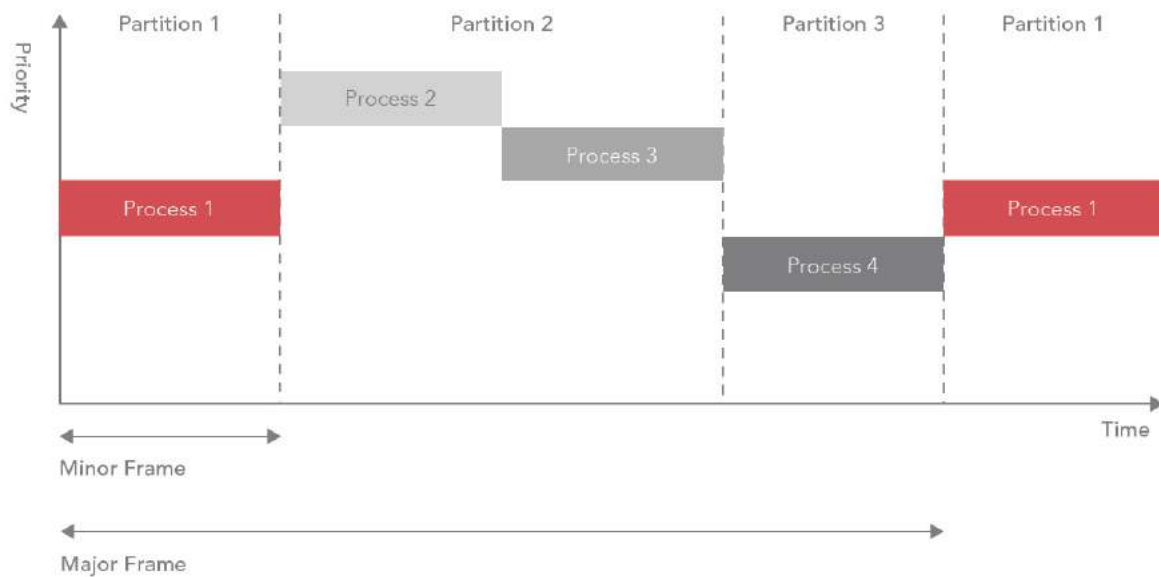 Partition 1
Partition 2
Partition 3
Partition 1
Priority
Process 2
Process 3
Process 1
Process 1
Process 4
Time
Minor Frame
Major Frame